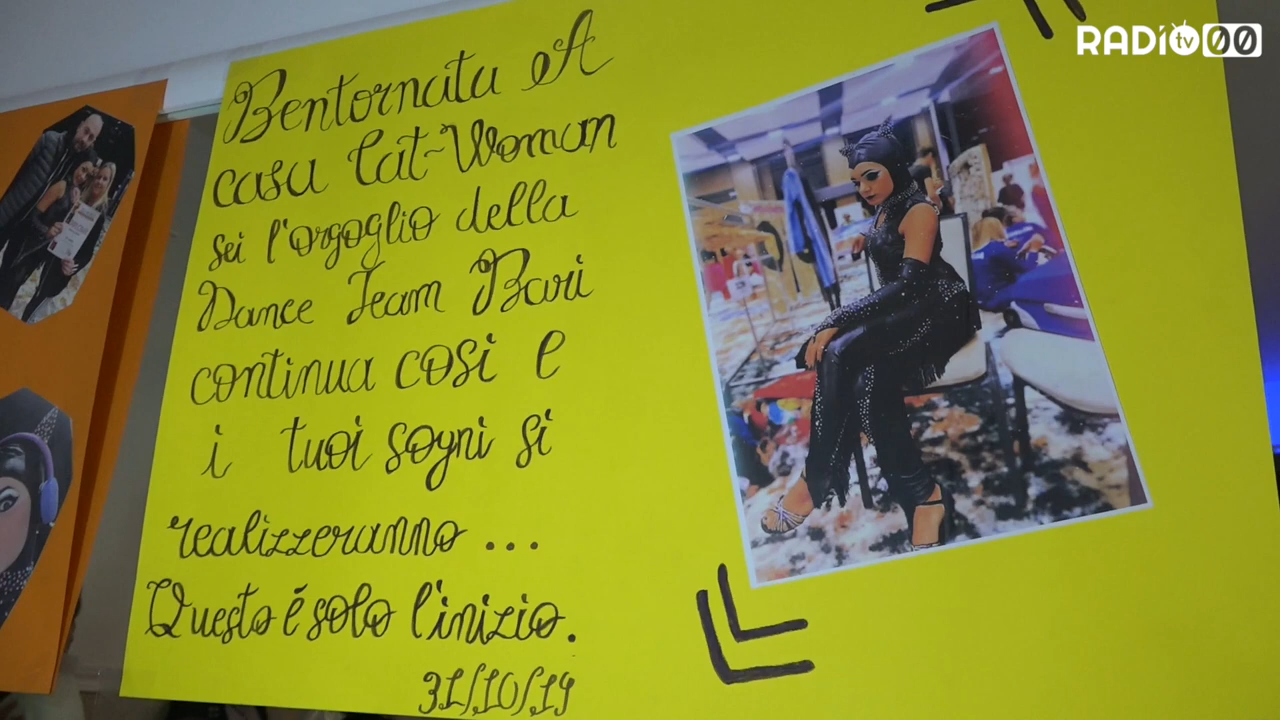 RADIO tv 00
Bentornata A
casa Cat-Woman
sei l'orgoglio della
Dance Team Bari
continua cosi e
i tuoi sogni si
realizzeranno ...
Questo é solo l'inizio.
31/10/19